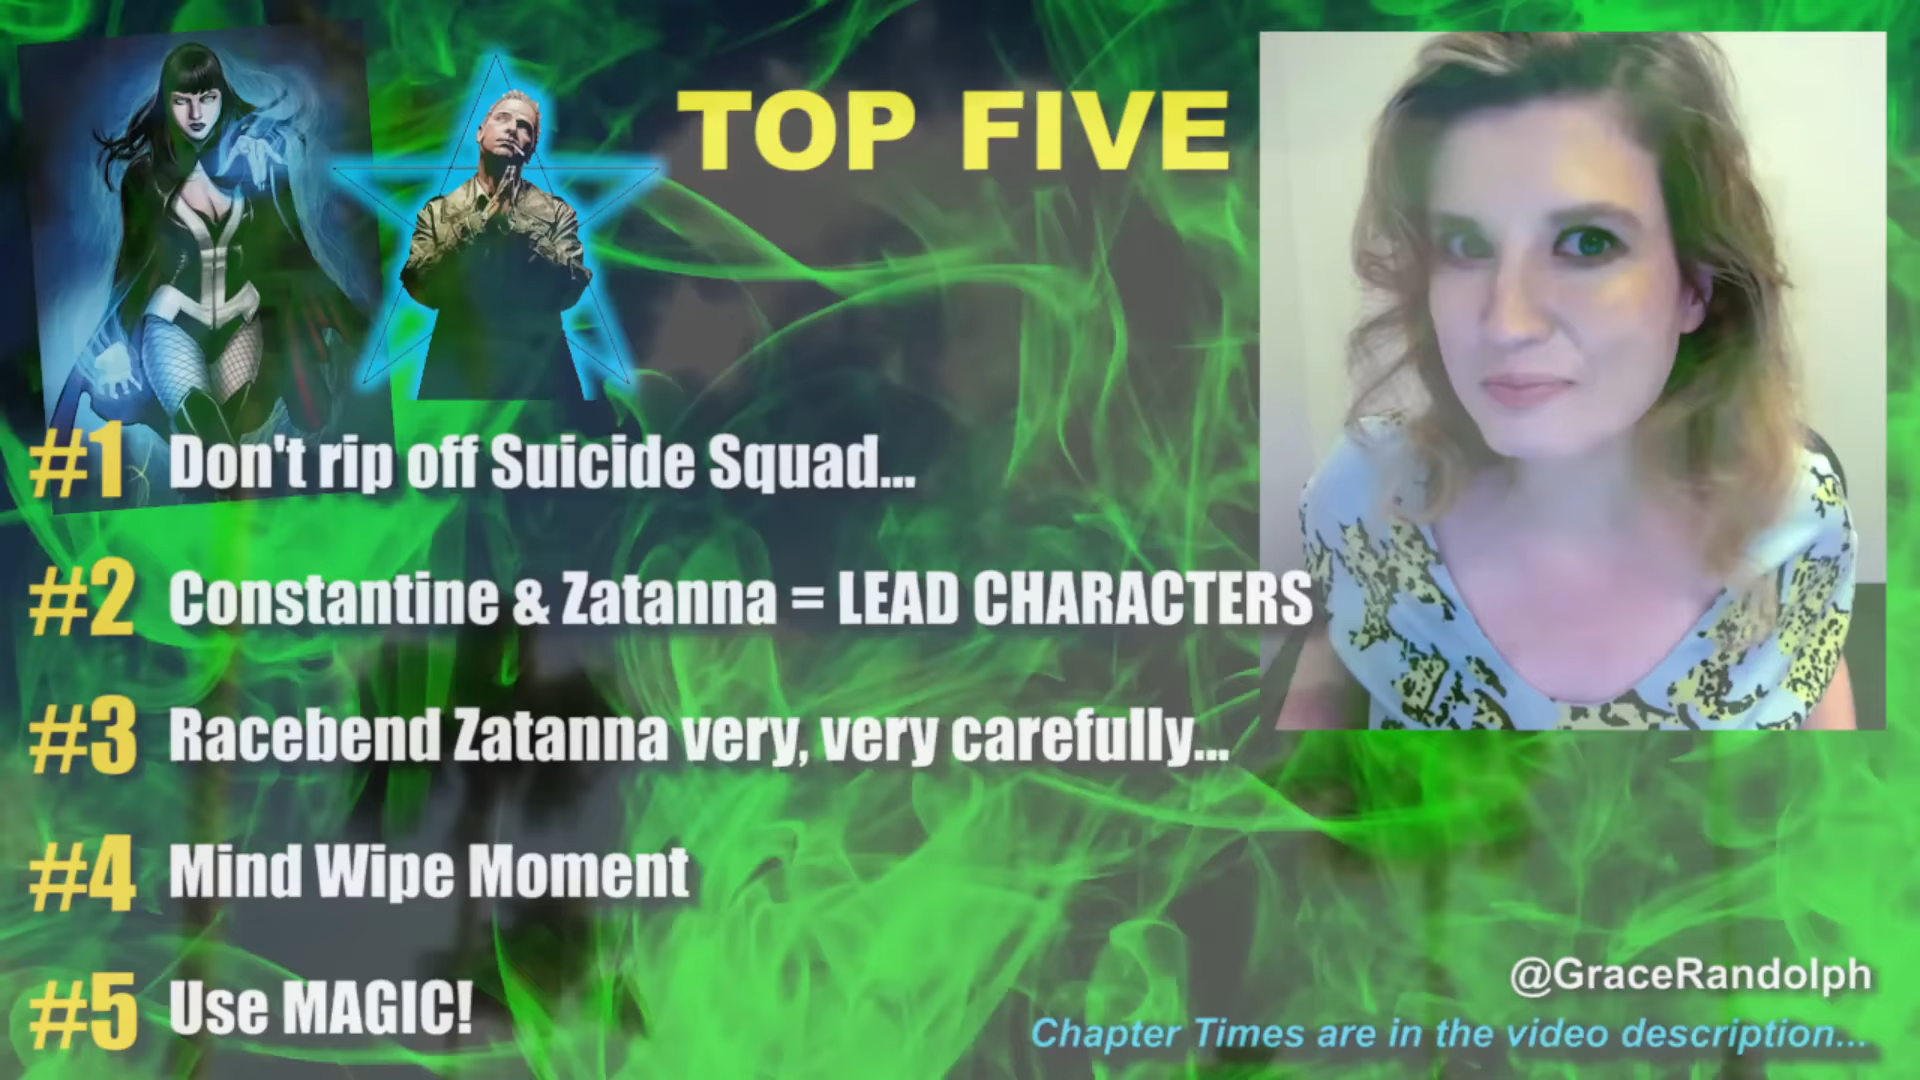 TOP FIVE
#1 Don't rip off Suicide Squad...
#2 Constantine & Zatanna = LEAD CHARACTERS
#3 Racebend Zatanna very, very carefully...
#4 Mind Wipe Moment
#5 Use MAGIC!
@GraceRandolph
Chapter Times are in the video description...